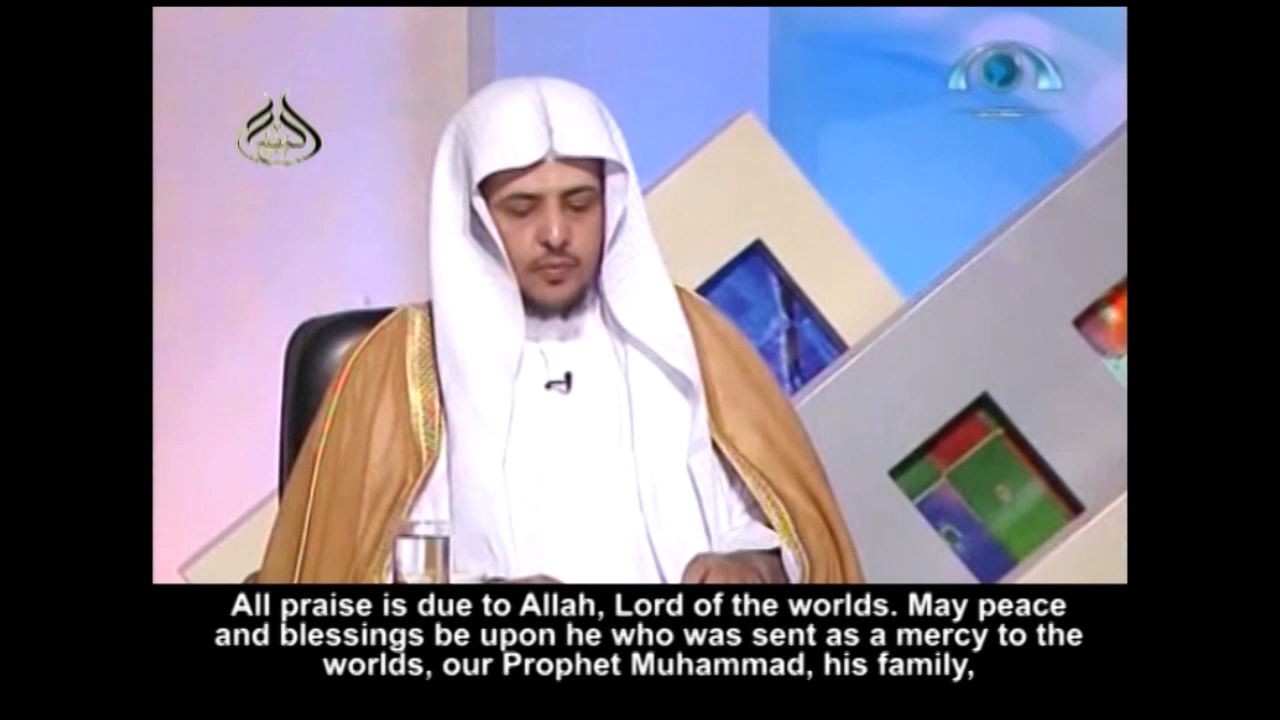 All praise is due to Allah, Lord of the worlds. May peace
and blessings be upon he who was sent as a mercy to the
worlds, our Prophet Muhammad, his family,